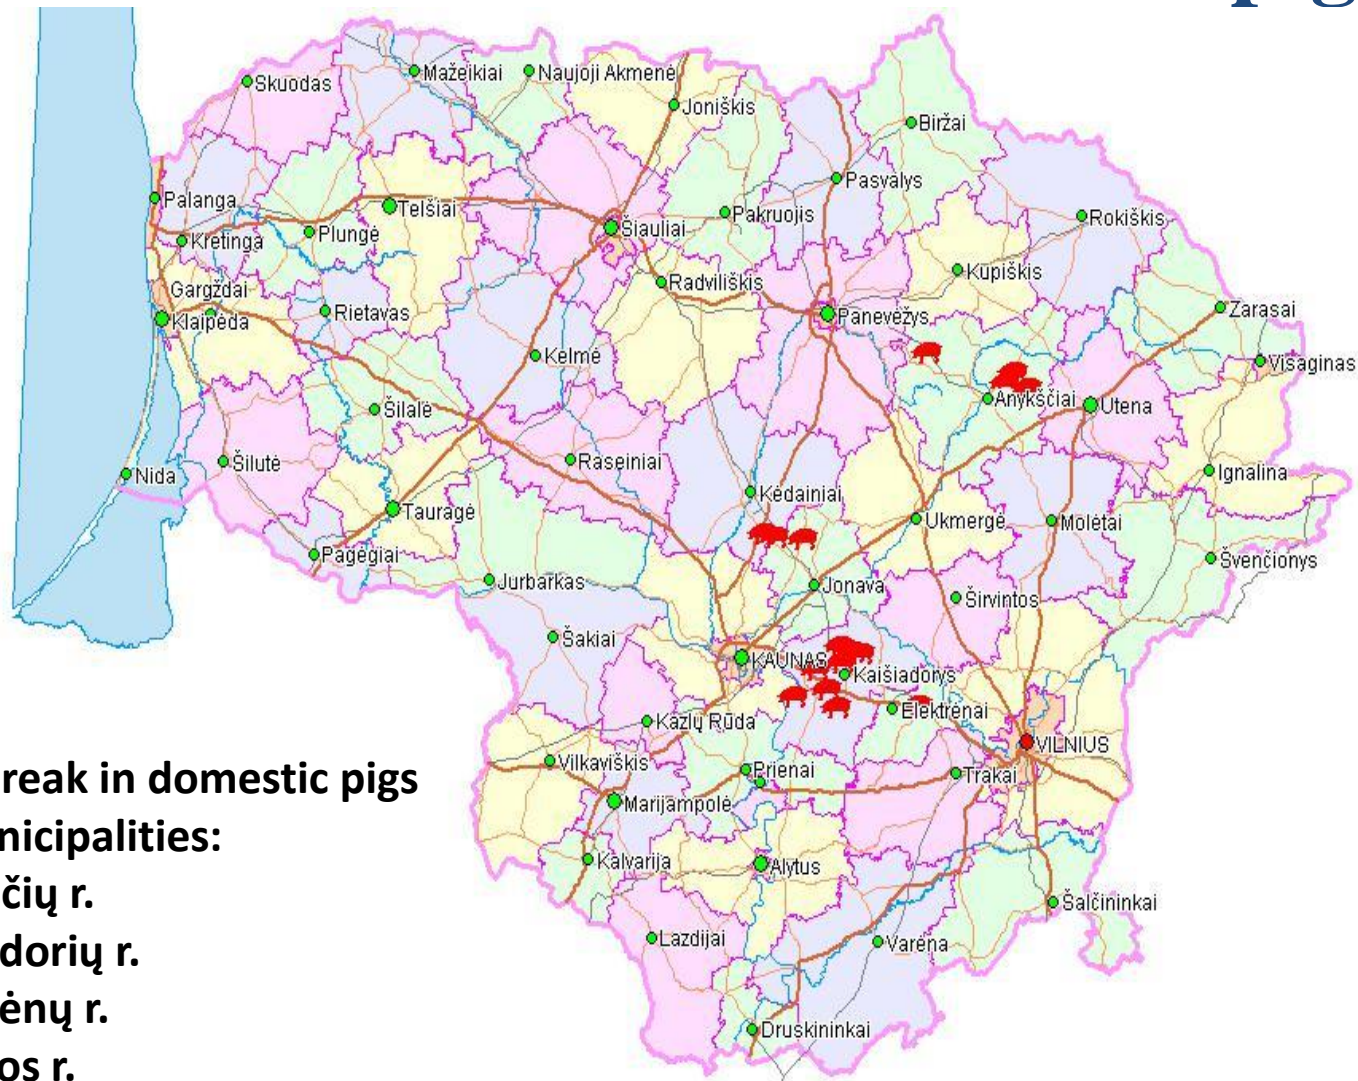 Skuodas
Mažeikiai
Naujoji Akmenė
Joniškis
Biržai
Palanga
Telšiai
Kretinga
Plungė
Šiauliai
Pakruojis
Pasvalys
Rokiškis
Gargždai
Klaipėda
Rietavas
Radviliškis
Panevėžys
Kupiškis
Zarasai
Visaginas
Kelmė
Šilalė
Anykščiai
Utena
Nida
Šilutė
Raseiniai
Kėdainiai
Ignalina
Tauragė
Ukmergė
Molėtai
Pagėgiai
Jurbarkas
Jonava
Širvintos
Švenčionys
Šakiai
KAUNAS
Kaišiadorys
Kazlų Rūda
Elektrėnai
VILNIUS
Vilkaviškis
Prienai
Trakai
Marijampolė
Kalvarija
Alytus
Šalčininkai
Lazdijai
Varėna
Druskininkai
reak in domestic pigs
nicipalities:
čių r.
dorių r.
ėnų r.
os r.